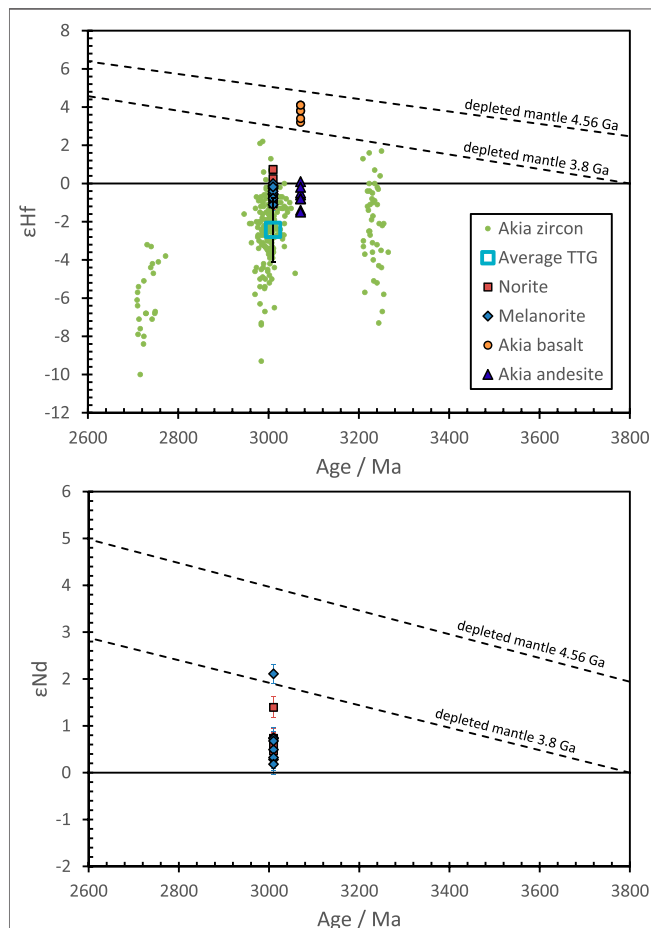 8
6
4
2
0
-2
-4
-6
-8
-10
-12
εHf
depleted mantle 4.56 Ga
depleted mantle 3.8 Ga
Akia zircon
Average TTG
Norite
Melanorite
Akia basalt
Akia andesite
2600 2800 3000 3200 3400 3600 3800
Age / Ma
6
5
4
3
2
1
0
-1
-2
εNd
depleted mantle 4.56 Ga
depleted mantle 3.8 Ga
2600 2800 3000 3200 3400 3600 3800
Age / Ma